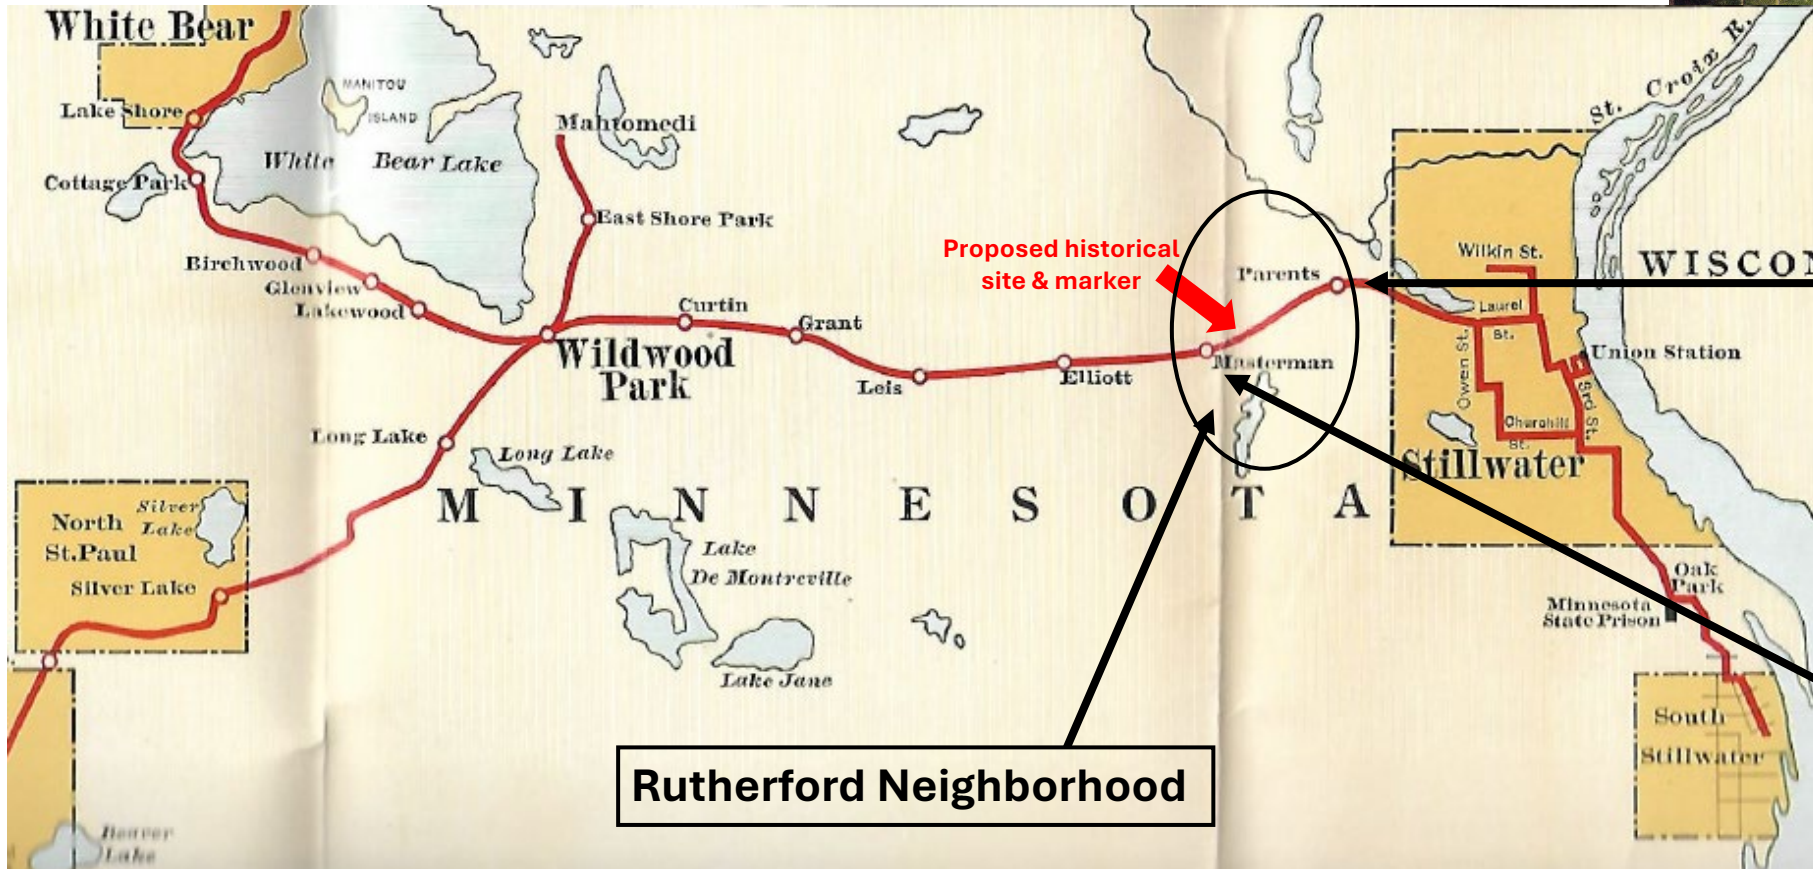 White Bear
MANITOU
ISLAND
Lake Shore
White Bear Lake
Cottage Park
Mahtomedi
East Shore Park
Birchwood
Glenview
Lakewood
Wildwood
Park
Curtin
Grant
Leis
Elliott
Proposed historical
site & marker
Parents
Masterman
St. Croix R.
WISCON
Wilkin St.
Laurel
St.
Owen St.
Union Station
3rd St.
Churchill
St.
Stillwater
Long Lake
Long Lake
MINNESOTA
North
St.Paul
Silver
Lake
Silver Lake
Lake
De Montreville
Lake Jane
Oak
Park
Minnesota
State Prison
South
Stillwater
Rutherford Neighborhood
Beaver
Lake